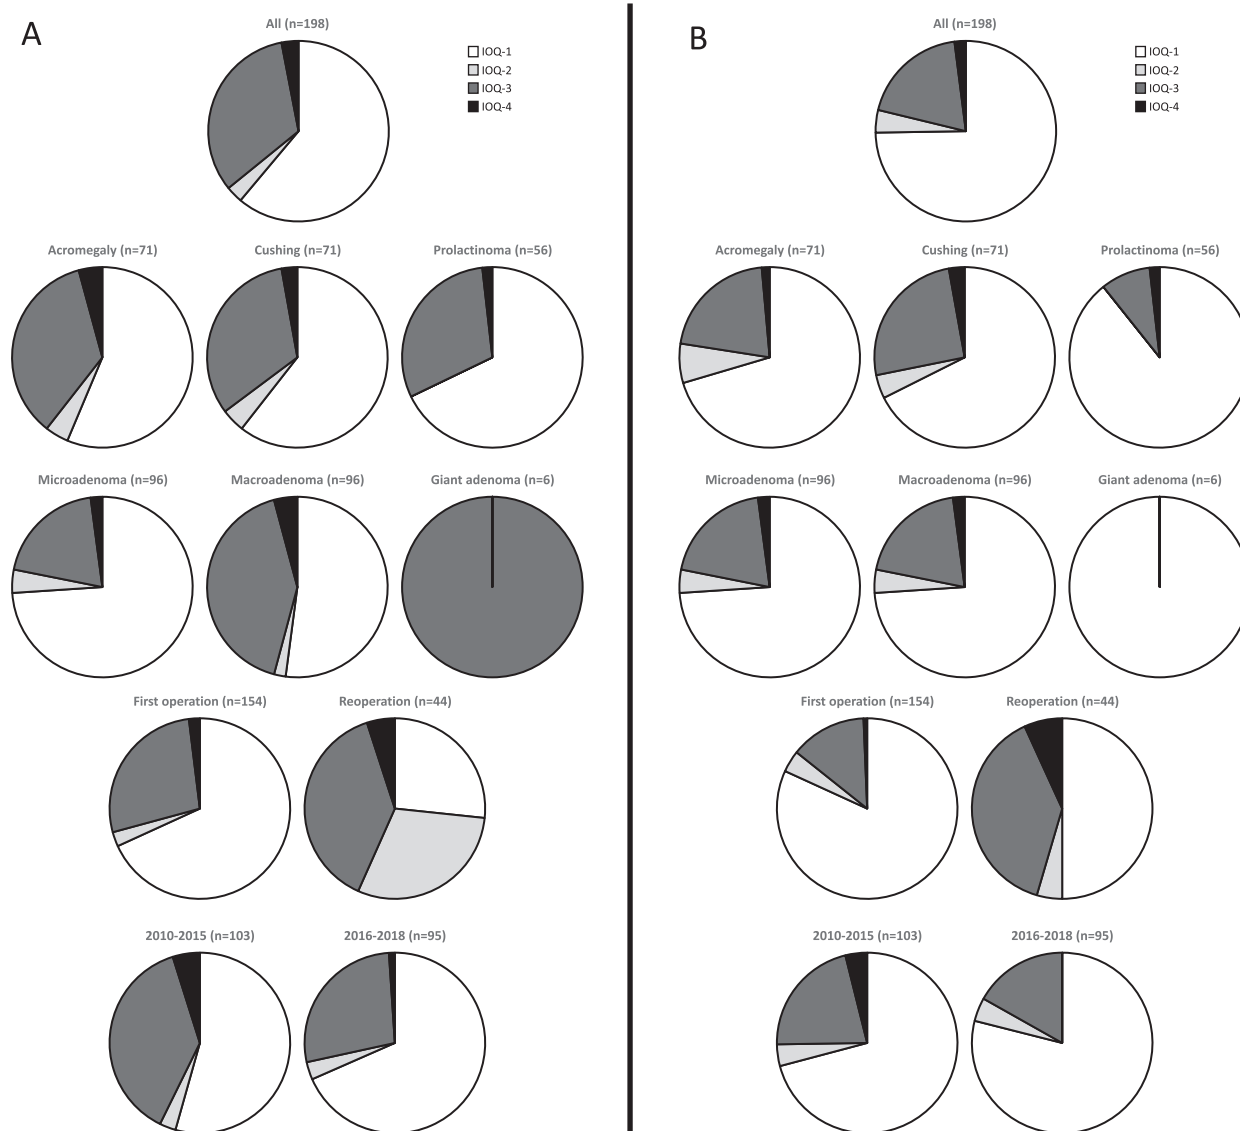 A
All (n=198)
IOQ-1
IOQ-2
IOQ-3
IOQ-4
Acromegaly (n=71)
Cushing (n=71)
Prolactinoma (n=56)
Microadenoma (n=96)
Macroadenoma (n=96)
Giant adenoma (n=6)
First operation (n=154)
Reoperation (n=44)
2010-2015 (n=103)
2016-2018 (n=95)
B
All (n=198)
IOQ-1
IOQ-2
IOQ-3
IOQ-4
Acromegaly (n=71)
Cushing (n=71)
Prolactinoma (n=56)
Microadenoma (n=96)
Macroadenoma (n=96)
Giant adenoma (n=6)
First operation (n=154)
Reoperation (n=44)
2010-2015 (n=103)
2016-2018 (n=95)